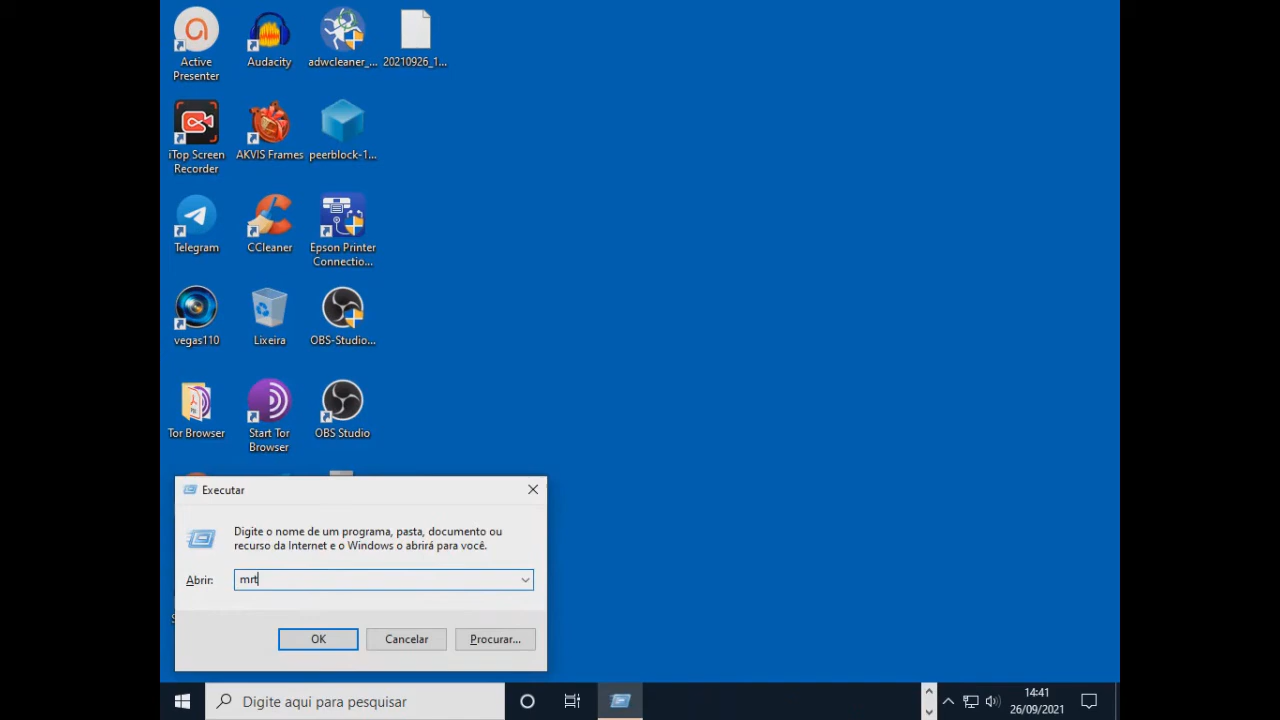 Active
Presenter
Audacity
adwcleaner_...
20210926_1...
iTop Screen
Recorder
AKVIS Frames
peerblock-1...
Telegram
CCleaner
Epson Printer
Connectio...
vegas110
Lixeira
OBS-Studio...
Tor Browser
Start Tor
Browser
OBS Studio
Executar
Digite o nome de um programa, pasta, documento ou
recurso da Internet e o Windows o abrirá para você.
Abrir:
mrt
OK
Cancelar
Procurar...
Digite aqui para pesquisar
14:41
26/09/2021